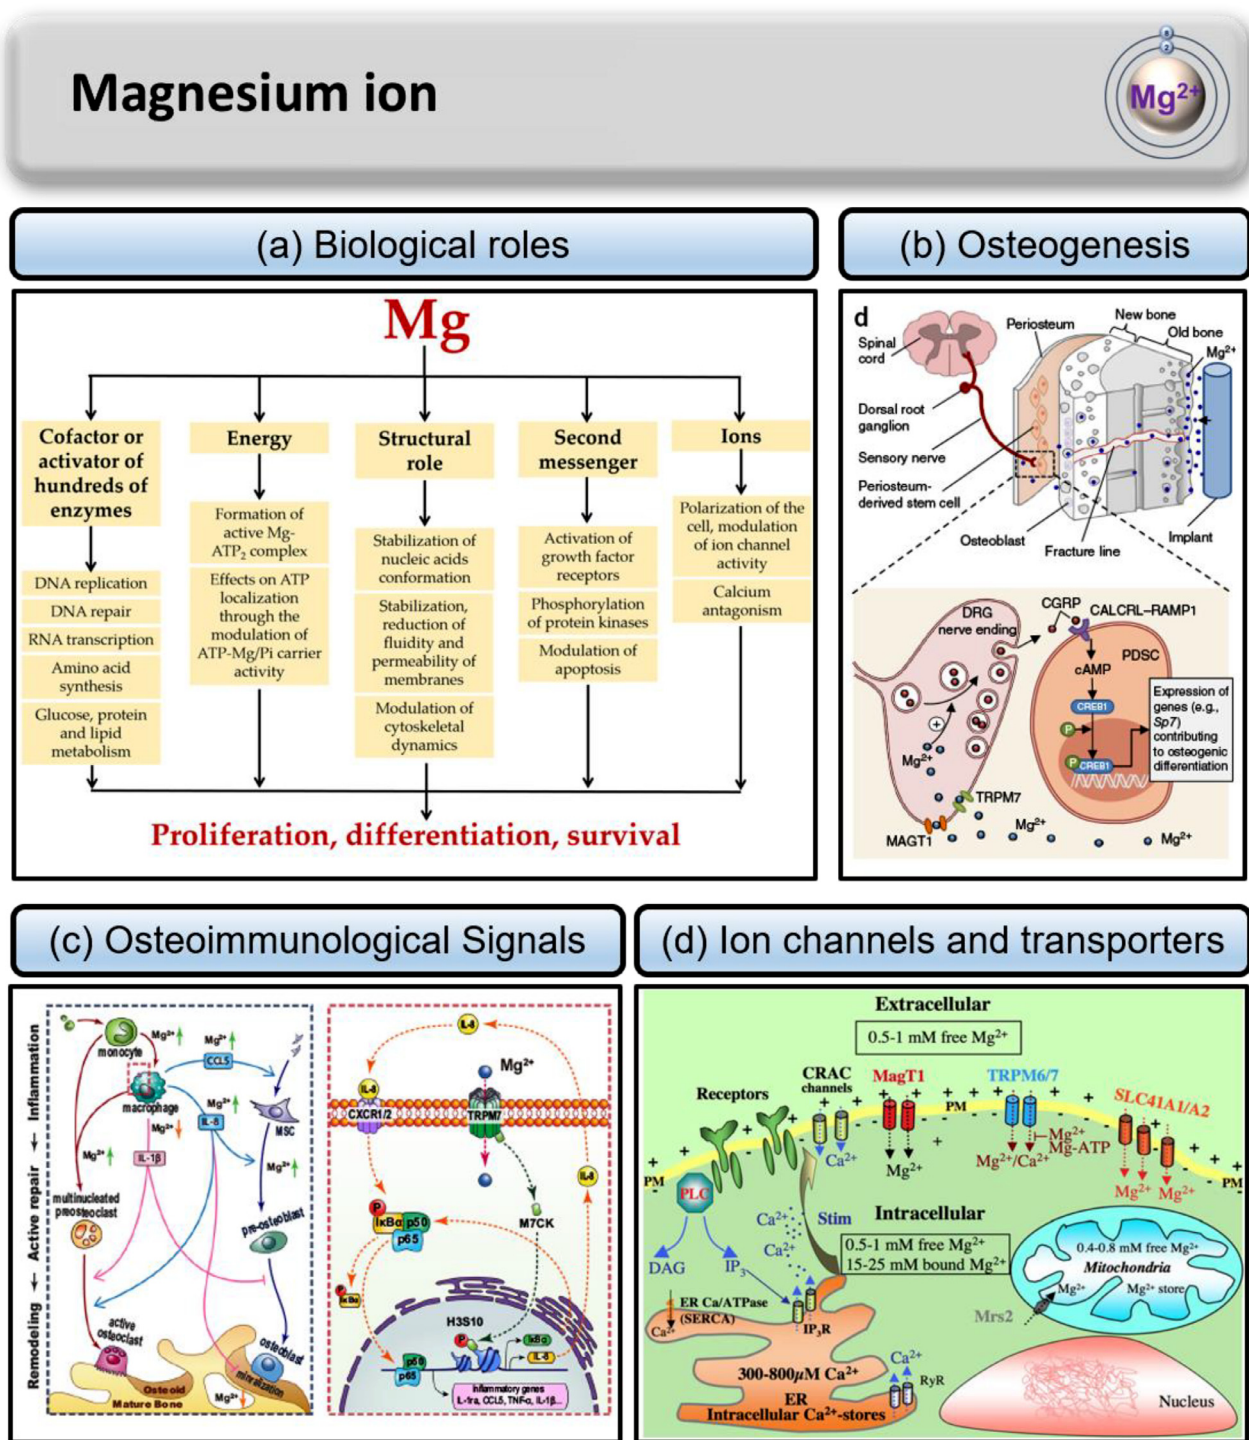 Magnesium ion
8
2
Mg²⁺
(a) Biological roles
Mg
Cofactor or
activator of
hundreds of
enzymes
DNA replication
DNA repair
RNA transcription
Amino acid
synthesis
Glucose, protein
and lipid
metabolism
Energy
Formation of
active Mg-
ATP₂ complex
Effects on ATP
localization
through the
modulation of
ATP-Mg/Pi carrier
activity
Structural
role
Stabilization of
nucleic acids
conformation
Stabilization,
reduction of
fluidity and
permeability of
membranes
Modulation of
cytoskeletal
dynamics
Second
messenger
Activation of
growth factor
receptors
Phosphorylation
of protein kinases
Modulation of
apoptosis
Ions
Polarization of the
cell, modulation
of ion channel
activity
Calcium
antagonism
Proliferation, differentiation, survival
(b) Osteogenesis
d
Spinal
cord
Periosteum
New bone
Old bone
Mg²⁺
Dorsal root
ganglion
Sensory nerve
Periosteum-
derived stem cell
Osteoblast
Fracture line
Implant
DRG
nerve ending
CGRP
CALCRL–RAMP1
PDSC
cAMP
CREB1
P
P
CREB1
Expression of
genes (e.g.,
Sp7)
contributing
to osteogenic
differentiation
+
Mg²⁺
TRPM7
MAGT1
Mg²⁺
Mg²⁺
(c) Osteoimmunological Signals
Inflammation
Active repair
Remodeling
monocyte
Mg²⁺
Mg²⁺
CCL5
macrophage
Mg²⁺
IL-8
MSC
Mg²⁺
IL-1β
Mg²⁺
Mg²⁺
multinucleated
preosteoclast
pre-osteoblast
active
osteoclast
osteoblast
mineralization
Osteoid
Mature Bone
Mg²⁺
IL-8
Mg²⁺
IL-8
CXCR1/2
TRPM7
IL-8
M7CK
P
IκBα
p50
p65
P
IκBα
H3S10
P
IκBα
IL-8
p50
p65
Inflammatory genes
IL-1ra, CCL5, TNF-α, IL-1β...
(d) Ion channels and transporters
Extracellular
0.5-1 mM free Mg²⁺
Receptors
CRAC
channels
MagT1
TRPM6/7
SLC41A1/A2
PM
PM
PM
Ca²⁺
Mg²⁺
Mg²⁺/Ca²⁺
Mg²⁺
Mg-ATP
Mg²⁺
Mg²⁺
PLC
Ca²⁺
Stim
Ca²⁺
DAG
IP₃
Intracellular
0.5-1 mM free Mg²⁺
15-25 mM bound Mg²⁺
0.4-0.8 mM free Mg²⁺
Mitochondria
Mg²⁺
Mg²⁺ store
Mrs2
ER Ca/ATPase
(SERCA)
Ca²⁺
IP₃R
300-800μM Ca²⁺
ER
Intracellular Ca²⁺-stores
Ca²⁺
RyR
Nucleus